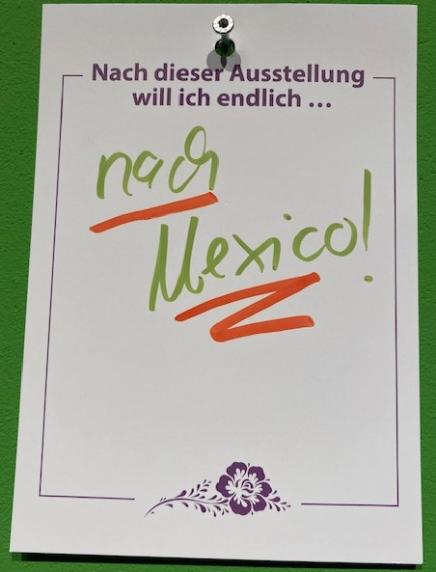 Nach dieser Ausstellung
will ich endlich ...
nach
Mexico!